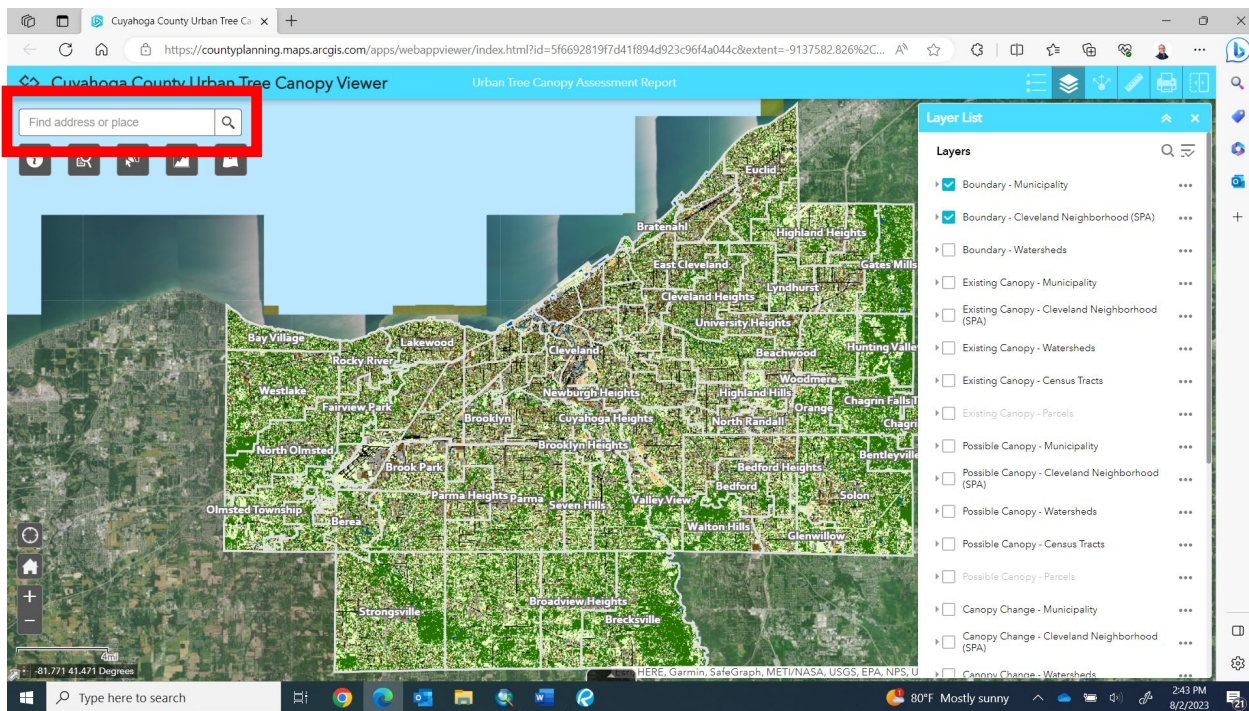 Cuyahoga County Urban Tree Ca
https://countyplanning.maps.arcgis.com/apps/webappviewer/index.html?id=5f6692819f7d41f894d923c96f4a044c&extent=-9137582.826%2C...
Cuyahoga County Urban Tree Canopy Viewer
Urban Tree Canopy Assessment Report
Find address or place
Layer List
Layers
Boundary - Municipality
Boundary - Cleveland Neighborhood (SPA)
Boundary - Watersheds
Existing Canopy - Municipality
Existing Canopy - Cleveland Neighborhood
(SPA)
Existing Canopy - Watersheds
Existing Canopy - Census Tracts
Existing Canopy - Parcels
Possible Canopy - Municipality
Possible Canopy - Cleveland Neighborhood
(SPA)
Possible Canopy - Watersheds
Possible Canopy - Census Tracts
Possible Canopy - Parcels
Canopy Change - Municipality
Canopy Change - Cleveland Neighborhood
(SPA)
Canopy Change - Watersheds
Euclid
Bratenahl
Highland Heights
East Cleveland
Gates Mills
Lyndhurst
Cleveland Heights
University Heights
Bay Village
Lakewood
Rocky River
Cleveland
Beachwood
Hunting Valle
Woodmere
Westlake
Newburgh Heights
Highland Hills
Chagrin Falls T
Fairview Park
Orange
Brooklyn
Cuyahoga Heights
North Randall
Chagri
North Olmsted
Brooklyn Heights
Bentleyville
Brook Park
Bedford Heights
Bedford
Parma Heights
Parma
Seven Hills
Valley View
Solon
Olmsted Township
Berea
Walton Hills
Glenwillow
Strongsville
Broadview Heights
Brecksville
4mi
-81.771 41.471 Degrees
Esri, HERE, Garmin, SafeGraph, METI/NASA, USGS, EPA, NPS, U
Type here to search
80°F Mostly sunny
2:43 PM
8/2/2023
21